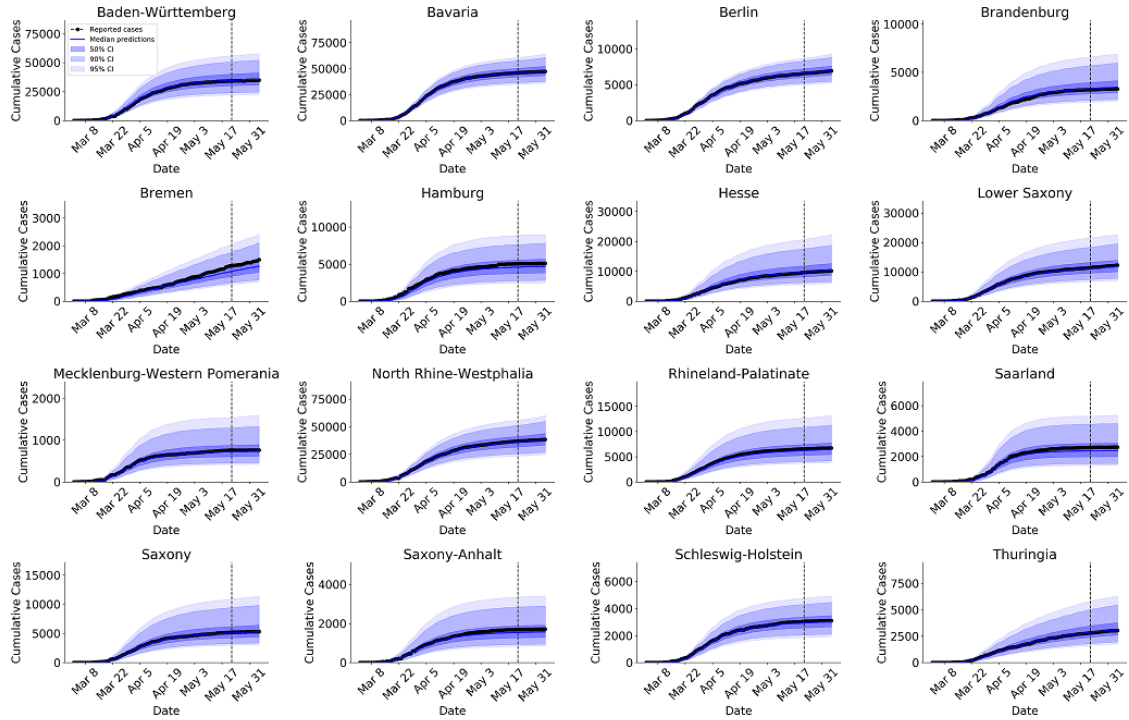 Baden-Württemberg
Cumulative Cases
75000
50000
25000
0
Reported cases
Median predictions
50% CI
90% CI
95% CI
Mar 8
Mar 22
Apr 5
Apr 19
May 3
May 17
May 31
Date
Bavaria
Cumulative Cases
75000
50000
25000
0
Mar 8
Mar 22
Apr 5
Apr 19
May 3
May 17
May 31
Date
Berlin
Cumulative Cases
10000
5000
0
Mar 8
Mar 22
Apr 5
Apr 19
May 3
May 17
May 31
Date
Brandenburg
Cumulative Cases
10000
5000
0
Mar 8
Mar 22
Apr 5
Apr 19
May 3
May 17
May 31
Date
Bremen
Cumulative Cases
3000
2000
1000
0
Mar 8
Mar 22
Apr 5
Apr 19
May 3
May 17
May 31
Date
Hamburg
Cumulative Cases
10000
5000
0
Mar 8
Mar 22
Apr 5
Apr 19
May 3
May 17
May 31
Date
Hesse
Cumulative Cases
30000
20000
10000
0
Mar 8
Mar 22
Apr 5
Apr 19
May 3
May 17
May 31
Date
Lower Saxony
Cumulative Cases
30000
20000
10000
0
Mar 8
Mar 22
Apr 5
Apr 19
May 3
May 17
May 31
Date
Mecklenburg-Western Pomerania
Cumulative Cases
2000
1000
0
Mar 8
Mar 22
Apr 5
Apr 19
May 3
May 17
May 31
Date
North Rhine-Westphalia
Cumulative Cases
75000
50000
25000
0
Mar 8
Mar 22
Apr 5
Apr 19
May 3
May 17
May 31
Date
Rhineland-Palatinate
Cumulative Cases
15000
10000
5000
0
Mar 8
Mar 22
Apr 5
Apr 19
May 3
May 17
May 31
Date
Saarland
Cumulative Cases
6000
4000
2000
0
Mar 8
Mar 22
Apr 5
Apr 19
May 3
May 17
May 31
Date
Saxony
Cumulative Cases
15000
10000
5000
0
Mar 8
Mar 22
Apr 5
Apr 19
May 3
May 17
May 31
Date
Saxony-Anhalt
Cumulative Cases
4000
2000
0
Mar 8
Mar 22
Apr 5
Apr 19
May 3
May 17
May 31
Date
Schleswig-Holstein
Cumulative Cases
6000
4000
2000
0
Mar 8
Mar 22
Apr 5
Apr 19
May 3
May 17
May 31
Date
Thuringia
Cumulative Cases
7500
5000
2500
0
Mar 8
Mar 22
Apr 5
Apr 19
May 3
May 17
May 31
Date